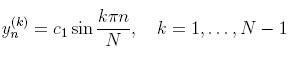 y_n^{(k)} = c_1 \sin \frac{k\pi n}{N}, \quad k = 1, \ldots, N - 1